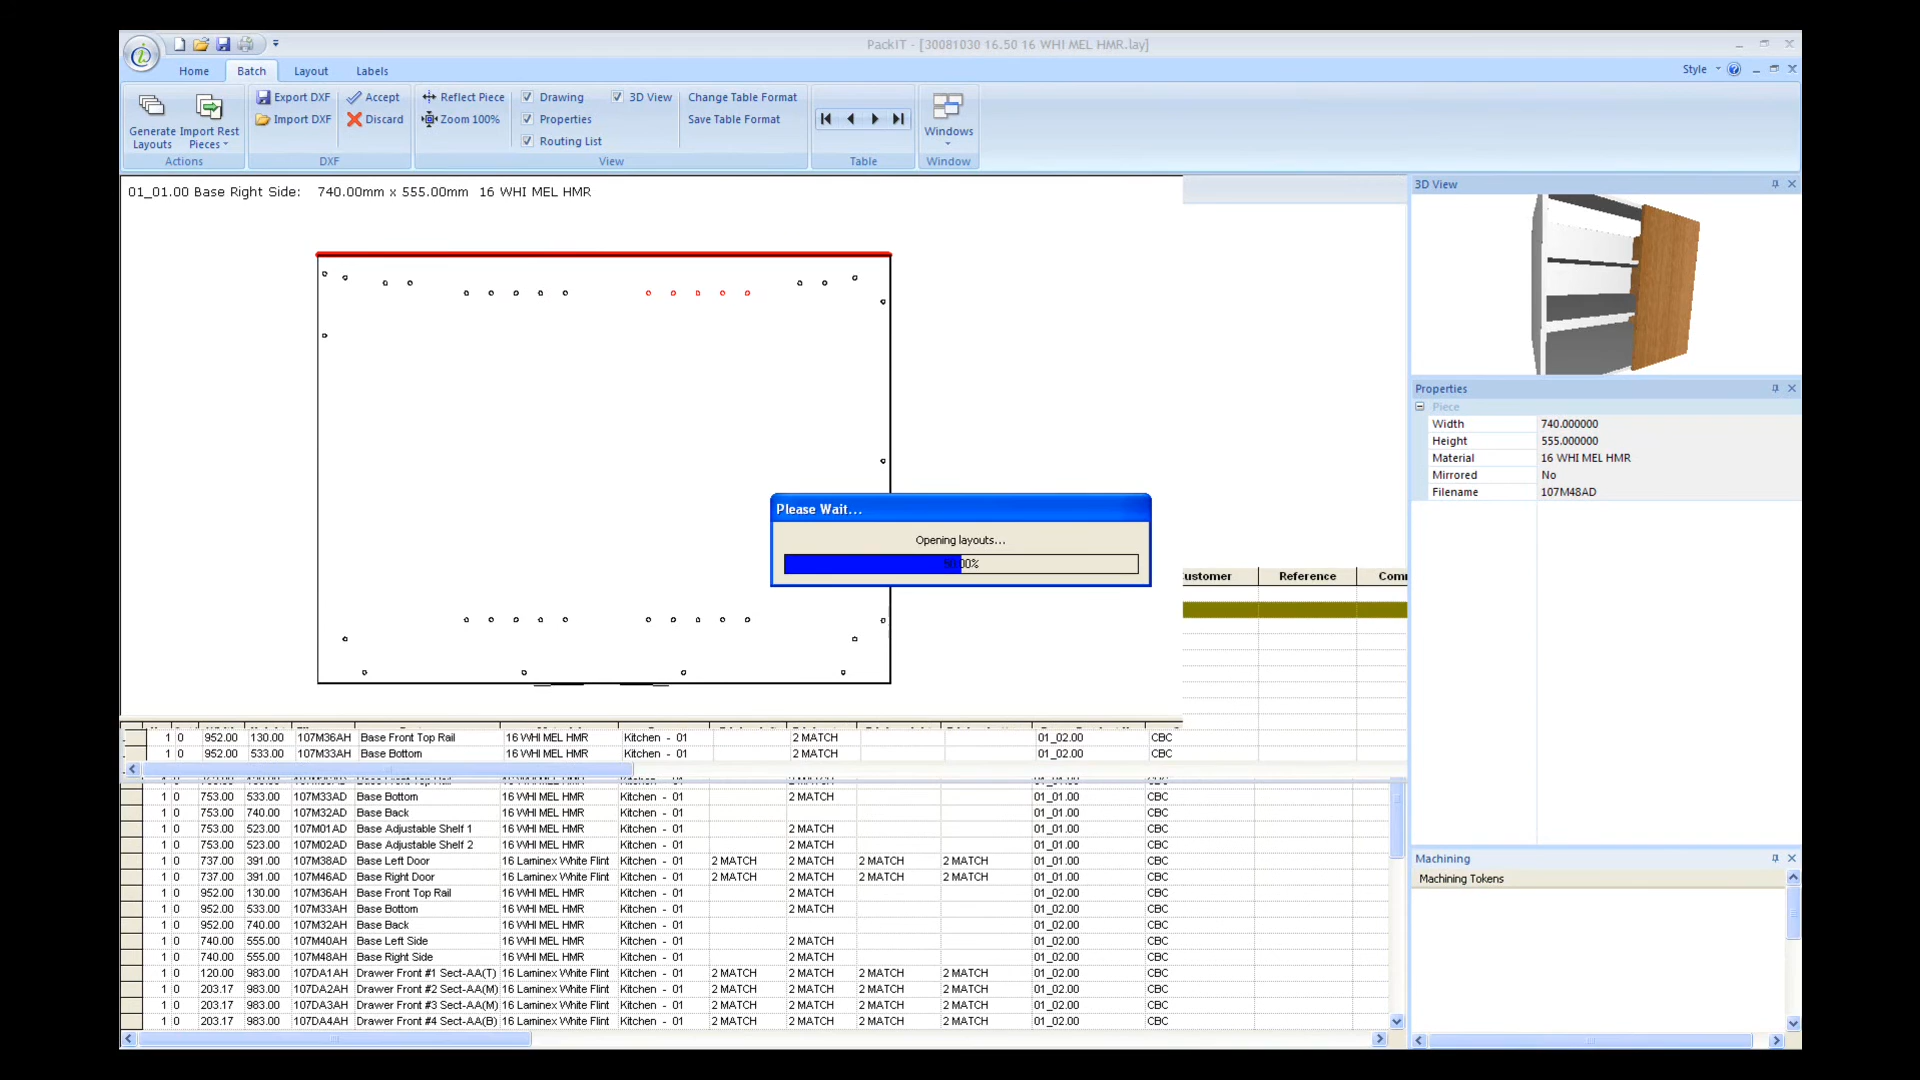 PackIT - [30081030 16.50 16 WHI MEL HMR.lay]
Home Batch Layout Labels Style
Export DXF Accept Reflect Piece Drawing 3D View Change Table Format
Generate Layouts Import Rest Pieces Import DXF Discard Zoom 100% Properties Save Table Format Windows
Routing List
Actions DXF View Table Window
01_01.00 Base Right Side: 740.00mm x 555.00mm 16 WHI MEL HMR
3D View
Properties
Piece
Width 740.000000
Height 555.000000
Material 16 WHI MEL HMR
Mirrored No
Filename 107M48AD
Please Wait...
Opening layouts...
ustomer Reference Comm
1 0 952.00 130.00 107M36AH Base Front Top Rail 16 WHI MEL HMR Kitchen - 01 2 MATCH 01_02.00 CBC
1 0 952.00 533.00 107M33AH Base Bottom 16 WHI MEL HMR Kitchen - 01 2 MATCH 01_02.00 CBC
1 0 753.00 533.00 107M33AD Base Bottom 16 WHI MEL HMR Kitchen - 01 2 MATCH 01_01.00 CBC
1 0 753.00 740.00 107M32AD Base Back 16 WHI MEL HMR Kitchen - 01 01_01.00 CBC
1 0 753.00 523.00 107M01AD Base Adjustable Shelf 1 16 WHI MEL HMR Kitchen - 01 2 MATCH 01_01.00 CBC
1 0 753.00 523.00 107M02AD Base Adjustable Shelf 2 16 WHI MEL HMR Kitchen - 01 2 MATCH 01_01.00 CBC
1 0 737.00 391.00 107M38AD Base Left Door 16 Laminex White Flint Kitchen - 01 2 MATCH 2 MATCH 2 MATCH 2 MATCH 01_01.00 CBC
1 0 737.00 391.00 107M46AD Base Right Door 16 Laminex White Flint Kitchen - 01 2 MATCH 2 MATCH 2 MATCH 2 MATCH 01_01.00 CBC
1 0 952.00 130.00 107M36AH Base Front Top Rail 16 WHI MEL HMR Kitchen - 01 2 MATCH 01_02.00 CBC
1 0 952.00 533.00 107M33AH Base Bottom 16 WHI MEL HMR Kitchen - 01 2 MATCH 01_02.00 CBC
1 0 952.00 740.00 107M32AH Base Back 16 WHI MEL HMR Kitchen - 01 01_02.00 CBC
1 0 740.00 555.00 107M40AH Base Left Side 16 WHI MEL HMR Kitchen - 01 2 MATCH 01_02.00 CBC
1 0 740.00 555.00 107M48AH Base Right Side 16 WHI MEL HMR Kitchen - 01 2 MATCH 01_02.00 CBC
1 0 120.00 983.00 107DA1AH Drawer Front #1 Sect-AA(T) 16 Laminex White Flint Kitchen - 01 2 MATCH 2 MATCH 2 MATCH 2 MATCH 01_02.00 CBC
1 0 203.17 983.00 107DA2AH Drawer Front #2 Sect-AA(M) 16 Laminex White Flint Kitchen - 01 2 MATCH 2 MATCH 2 MATCH 2 MATCH 01_02.00 CBC
1 0 203.17 983.00 107DA3AH Drawer Front #3 Sect-AA(M) 16 Laminex White Flint Kitchen - 01 2 MATCH 2 MATCH 2 MATCH 2 MATCH 01_02.00 CBC
1 0 203.17 983.00 107DA4AH Drawer Front #4 Sect-AA(B) 16 Laminex White Flint Kitchen - 01 2 MATCH 2 MATCH 2 MATCH 2 MATCH 01_02.00 CBC
Machining
Machining Tokens